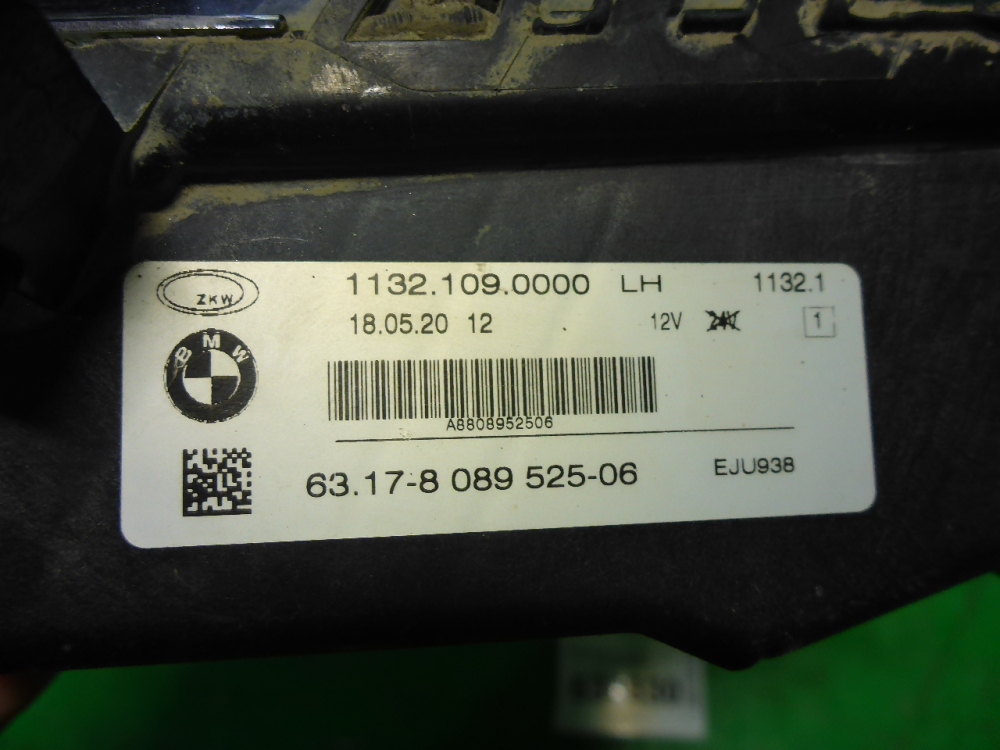 ZKW
1132.109.0000 LH 1132.1
18.05.20 12 12V 24V 1
BMW
A8808952506
63.17-8 089 525-06 EJU938